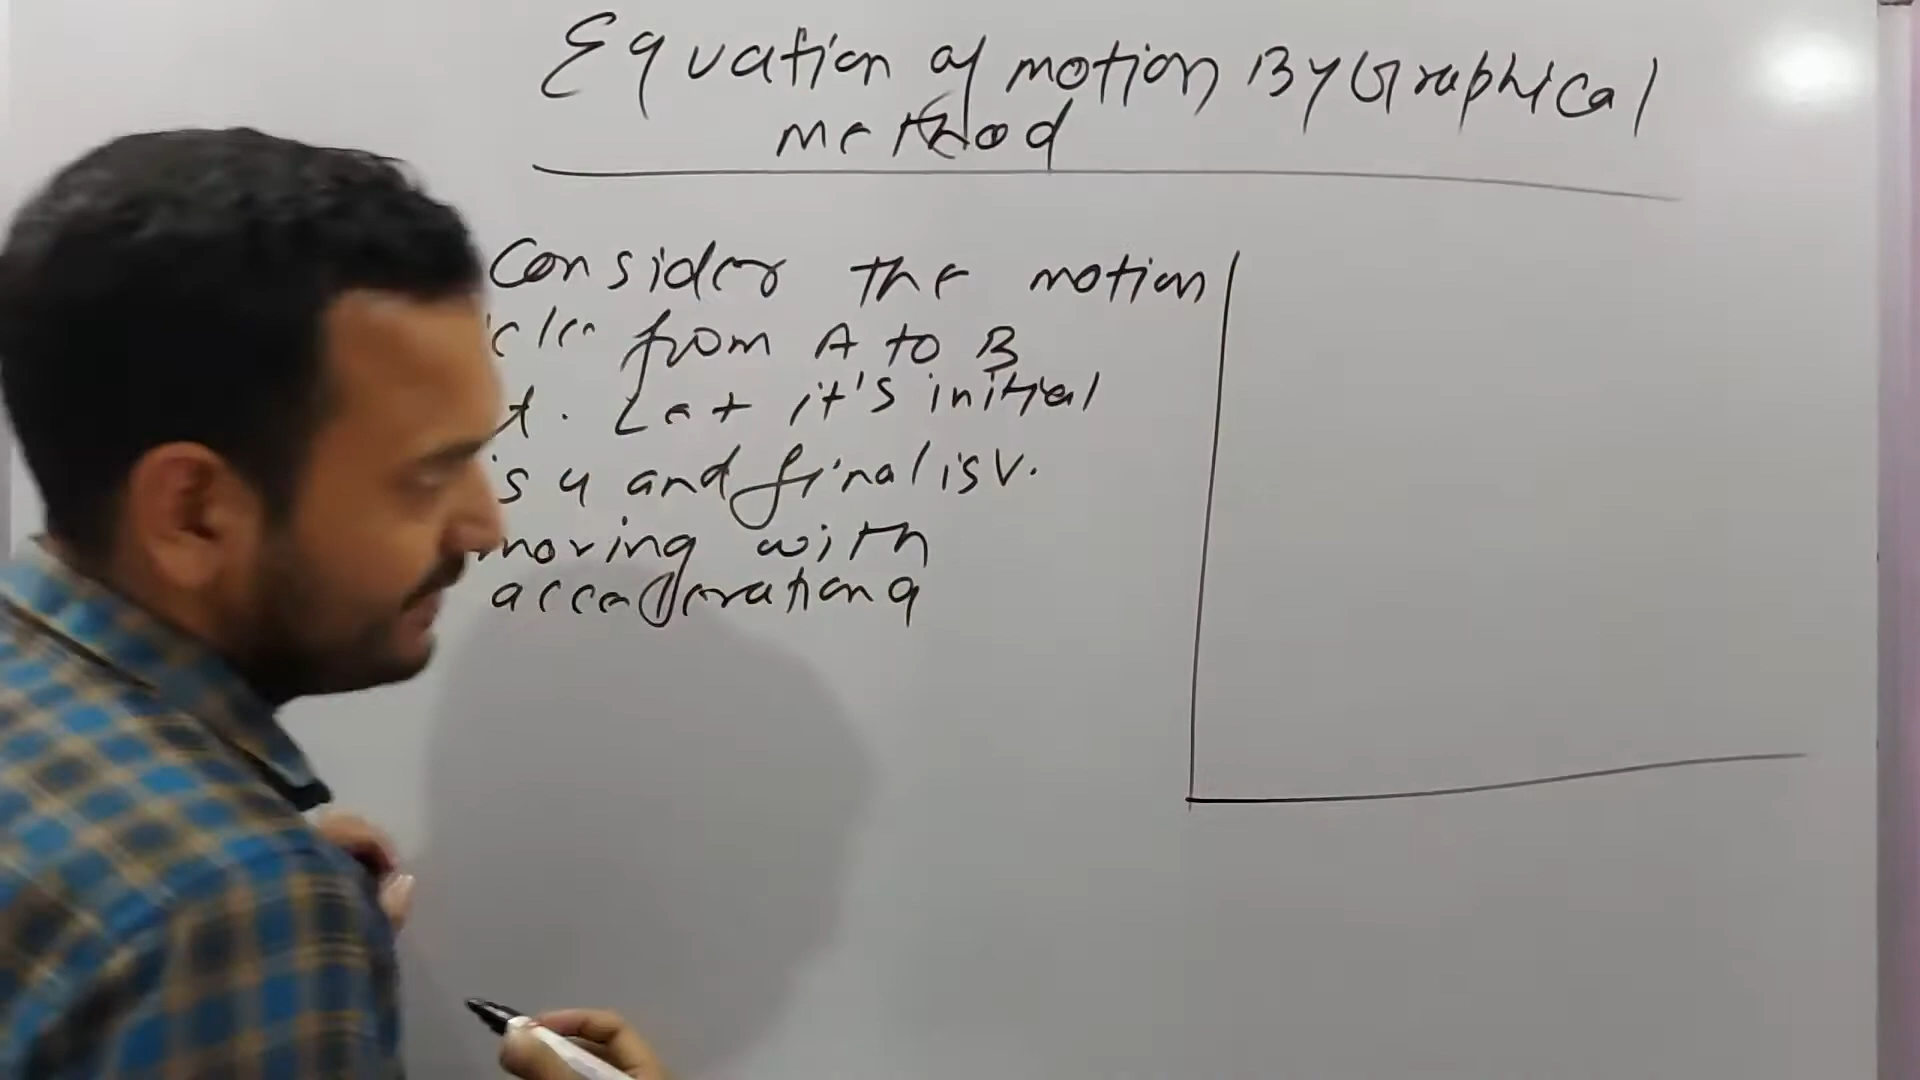 Equation of motion By Graphical
method
Consider the motion
from A to B
t. Let it's initial
is u and final is v.
moving with
acceleration a